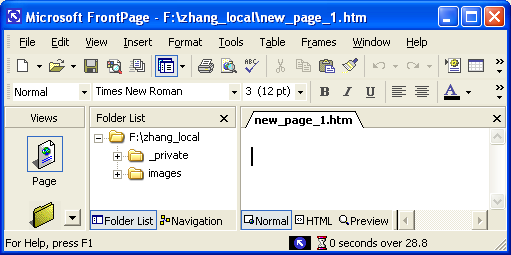 Microsoft FrontPage - F:\zhang_local\new_page_1.htm
File Edit View Insert Format Tools Table Frames Window Help
Normal Times New Roman 3 (12 pt) B I U A
Views Folder List new_page_1.htm
F:\zhang_local
_private
images
Page
Folder List Navigation Normal HTML Preview
For Help, press F1 0 seconds over 28.8